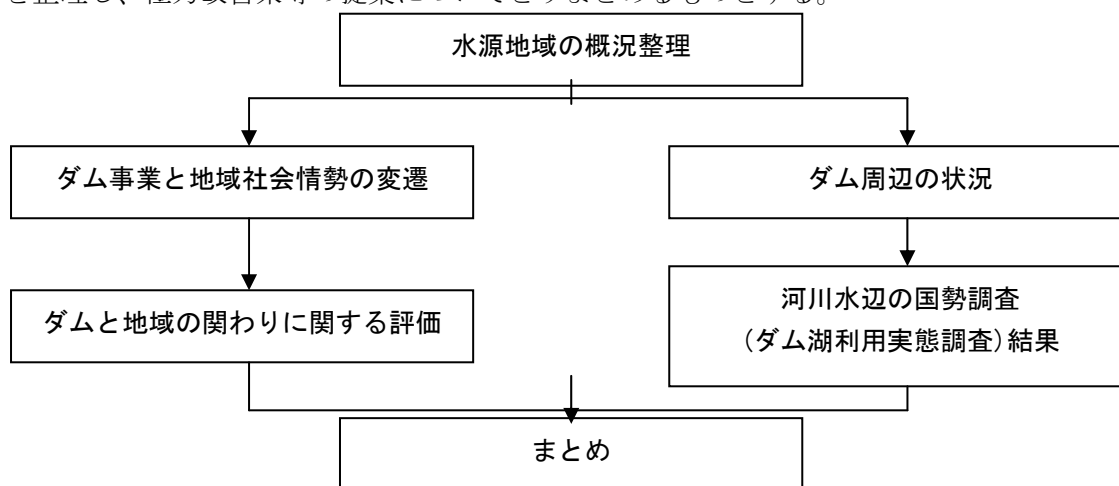 水源地域の概況整理
ダム事業と地域社会情勢の変遷
ダム周辺の状況
ダムと地域の関わりに関する評価
河川水辺の国勢調査
(ダム湖利用実態調査)結果
まとめ